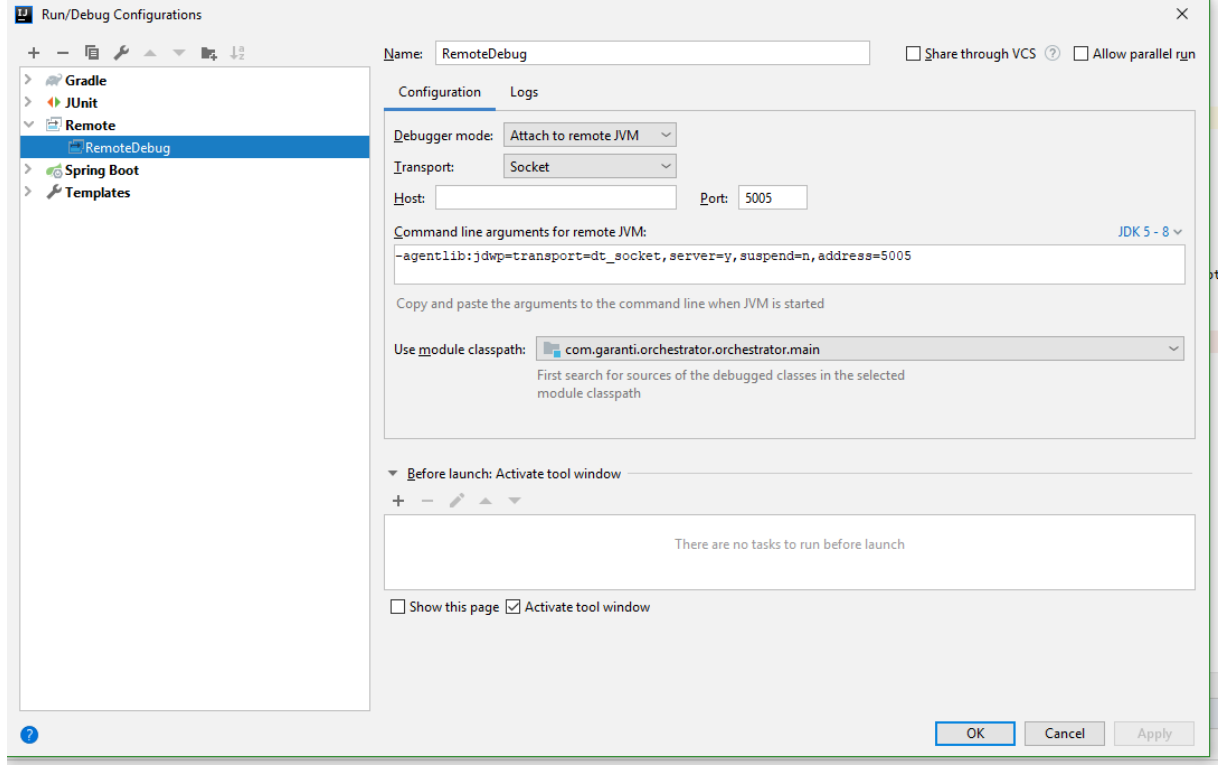 Run/Debug Configurations
Name: RemoteDebug Share through VCS ? Allow parallel run
Gradle
JUnit
Remote
RemoteDebug
Spring Boot
Templates
Configuration Logs
Debugger mode: Attach to remote JVM
Transport: Socket
Host: Port: 5005
Command line arguments for remote JVM: JDK 5 - 8
-agentlib:jdwp=transport=dt_socket,server=y,suspend=n,address=5005
Copy and paste the arguments to the command line when JVM is started
Use module classpath: com.garanti.orchestrator.orchestrator.main
First search for sources of the debugged classes in the selected
module classpath
Before launch: Activate tool window
There are no tasks to run before launch
Show this page Activate tool window
? OK Cancel Apply